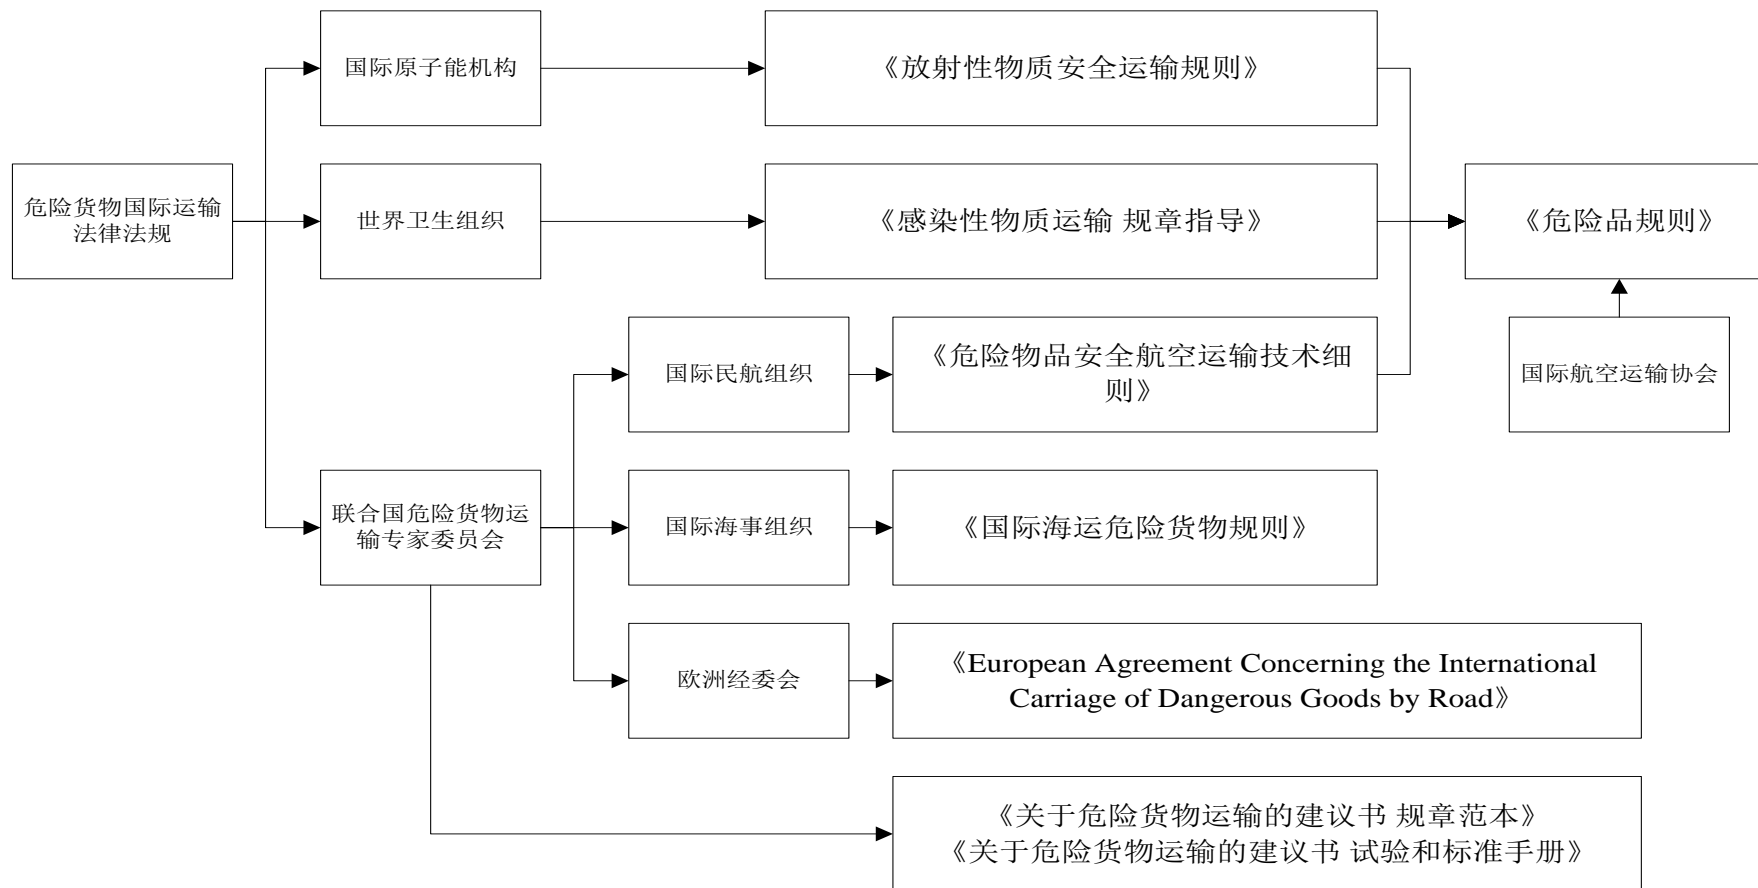 国际原子能机构
《放射性物质安全运输规则》
危险货物国际运输
法律法规
世界卫生组织
《感染性物质运输 规章指导》
《危险品规则》
国际民航组织
《危险物品安全航空运输技术细
则》
国际航空运输协会
联合国危险货物运
输专家委员会
国际海事组织
《国际海运危险货物规则》
欧洲经委会
《European Agreement Concerning the International
Carriage of Dangerous Goods by Road》
《关于危险货物运输的建议书 规章范本》
《关于危险货物运输的建议书 试验和标准手册》